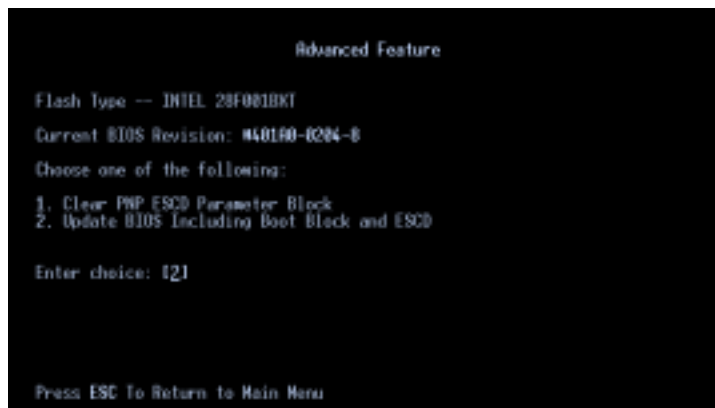 Advanced Feature
Flash Type -- INTEL 28F001BXT
Current BIOS Revision: #401A0-0204-8
Choose one of the following:
1. Clear PNP ESCD Parameter Block
2. Update BIOS Including Boot Block and ESCD
Enter choice: [2]
Press ESC To Return to Main Menu